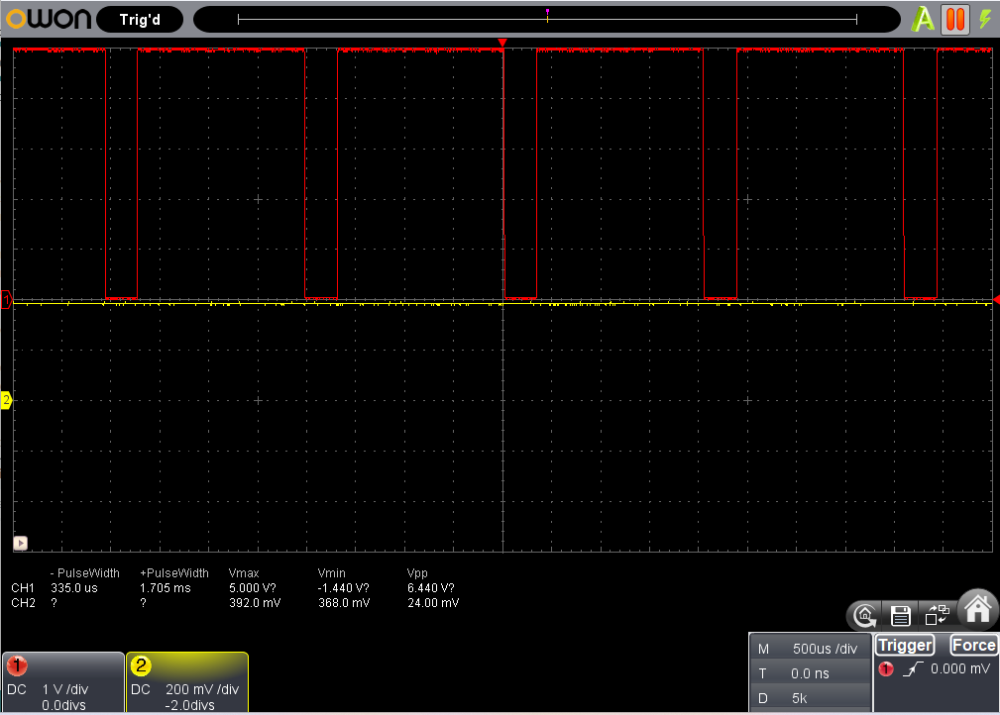 owon Trig'd A
1
2
- PulseWidth +PulseWidth Vmax Vmin Vpp
CH1 335.0 us 1.705 ms 5.000 V? -1.440 V? 6.440 V?
CH2 ? ? 392.0 mV 368.0 mV 24.00 mV
1
DC 1 V /div
0.0divs
2
DC 200 mV /div
-2.0divs
M 500us /div
T 0.0 ns
D 5k
Trigger Force
1 0.000 mV